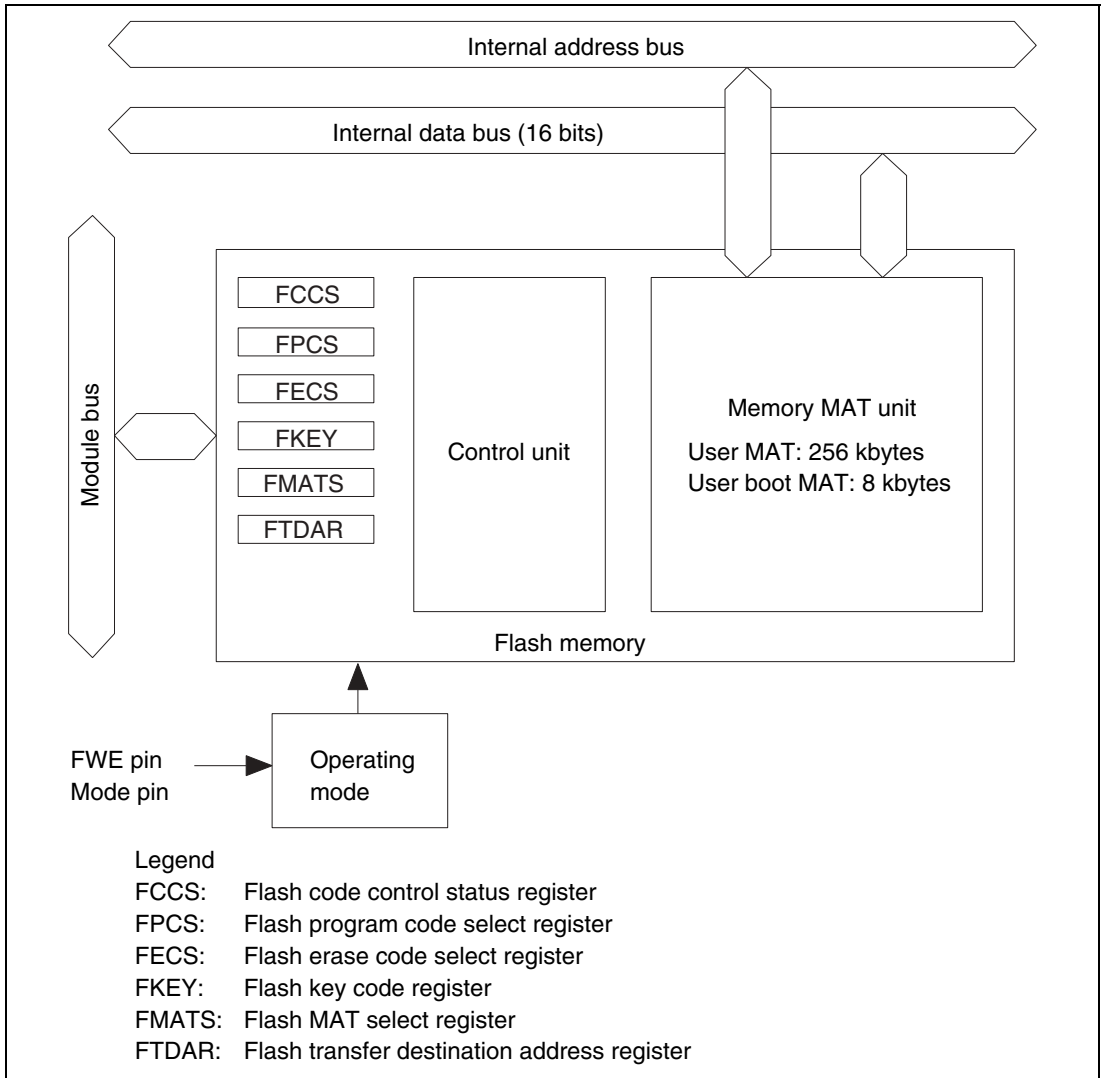 Internal address bus
Internal data bus (16 bits)
Module bus
FCCS
FPCS
FECS
FKEY
FMATS
FTDAR
Control unit
Memory MAT unit
User MAT: 256 kbytes
User boot MAT: 8 kbytes
Flash memory
FWE pin
Mode pin
Operating
mode
Legend
FCCS: Flash code control status register
FPCS: Flash program code select register
FECS: Flash erase code select register
FKEY: Flash key code register
FMATS: Flash MAT select register
FTDAR: Flash transfer destination address register